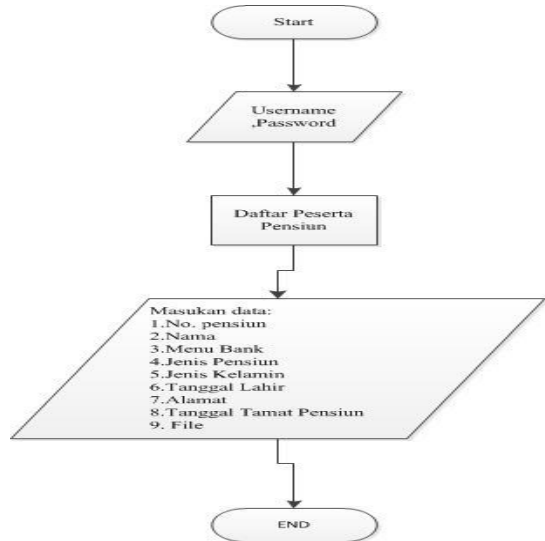 Start
Username
,Password
Daftar Peserta
Pensiun
Masukan data:
1.No. pensiun
2.Nama
3.Menu Bank
4.Jenis Pensiun
5.Jenis Kelamin
6.Tanggal Lahir
7.Alamat
8.Tanggal Tamat Pensiun
9. File
END